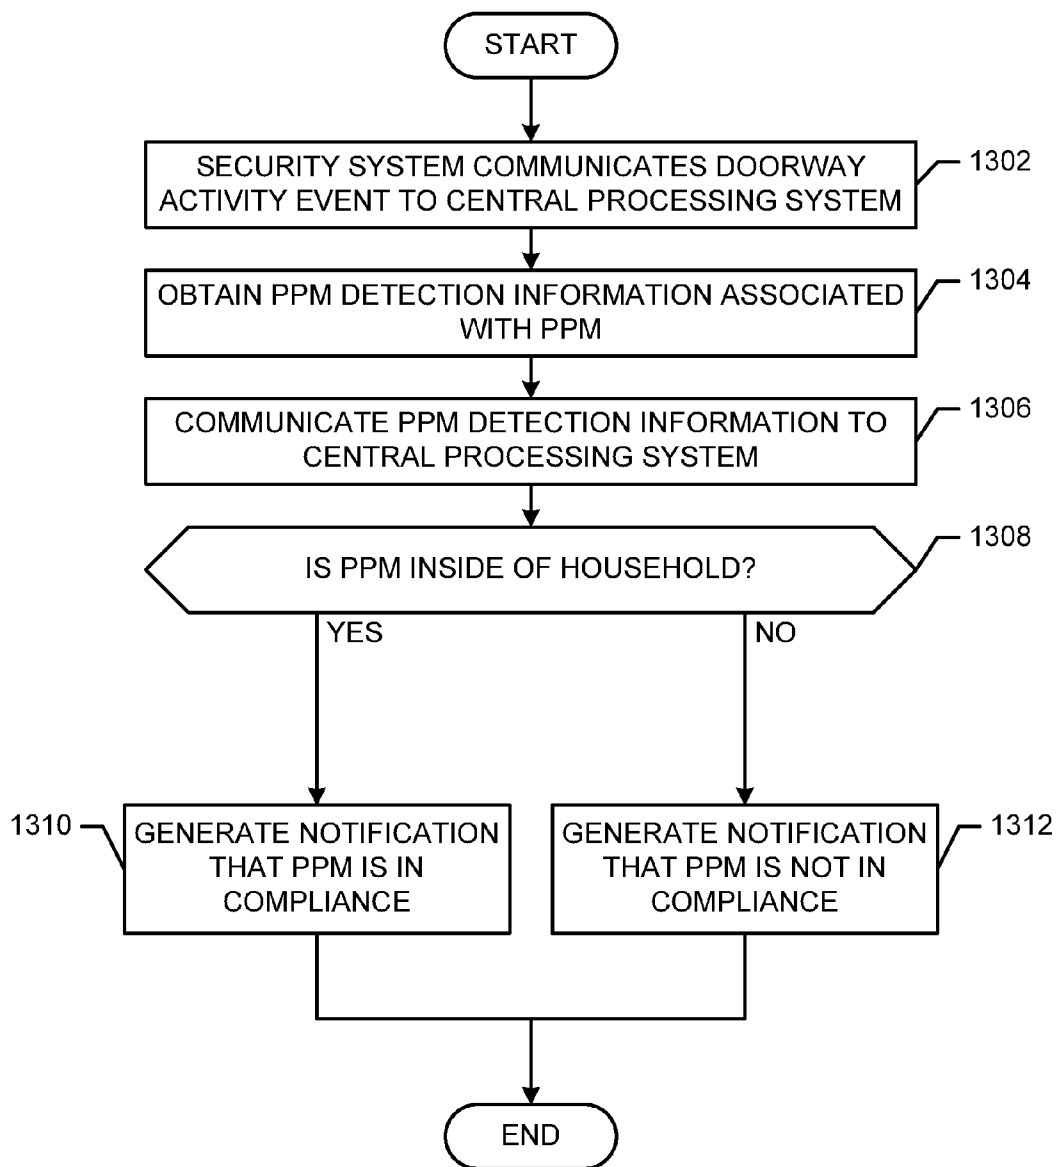 START
SECURITY SYSTEM COMMUNICATES DOORWAY
ACTIVITY EVENT TO CENTRAL PROCESSING SYSTEM
1302
OBTAIN PPM DETECTION INFORMATION ASSOCIATED
WITH PPM
1304
COMMUNICATE PPM DETECTION INFORMATION TO
CENTRAL PROCESSING SYSTEM
1306
IS PPM INSIDE OF HOUSEHOLD?
1308
YES
NO
1310
GENERATE NOTIFICATION
THAT PPM IS IN
COMPLIANCE
GENERATE NOTIFICATION
THAT PPM IS NOT IN
COMPLIANCE
1312
END